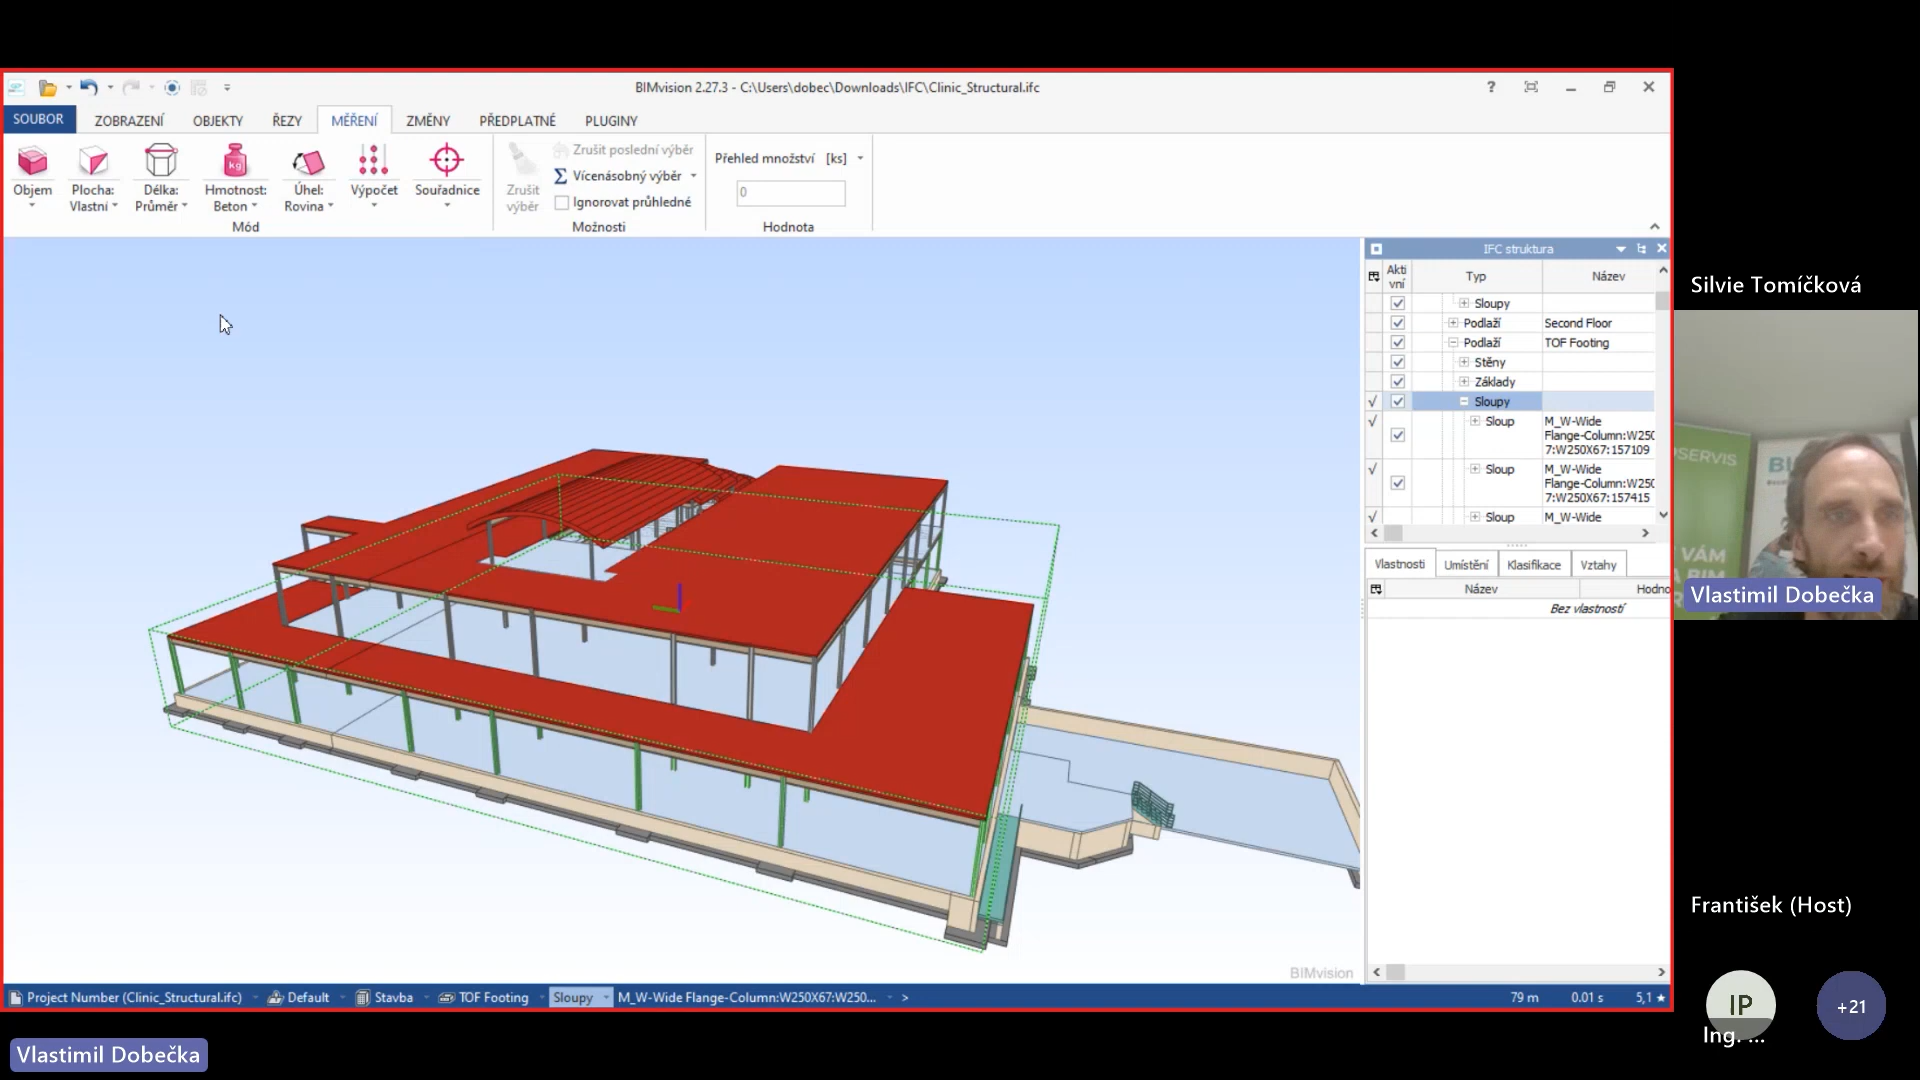 BIMvision 2.27.3 - C:\Users\dobec\Downloads\IFC\Clinic_Structural.ifc
SOUBOR
ZOBRAZENÍ
OBJEKTY
ŘEZY
MĚŘENÍ
ZMĚNY
PŘEDPLATNÉ
PLUGINY
Objem
Plocha:
Vlastní
Délka:
Průměr
kg
Hmotnost:
Beton
Úhel:
Rovina
Výpočet
Souřadnice
Mód
Zrušit
výběr
Zrušit poslední výběr
Vícenásobný výběr
Ignorovat průhledné
Možnosti
Přehled množství [ks]
0
Hodnota
IFC struktura
Akti
vní
Typ
Název
Sloupy
Podlaží Second Floor
Podlaží TOF Footing
Stěny
Základy
Sloupy
Sloup
M_W-Wide
Flange-Column:W250
7:W250X67:157109
Sloup
M_W-Wide
Flange-Column:W250
7:W250X67:157415
Sloup M_W-Wide
Vlastnosti
Umístění
Klasifikace
Vztahy
Název
Hodno
Bez vlastností
BIMvision
Project Number (Clinic_Structural.ifc)
Default
Stavba
TOF Footing
Sloupy
M_W-Wide Flange-Column:W250X67:W250... >
79 m
0.01 s
5,1
Silvie Tomíčková
VÁM
BIM
Vlastimil Dobečka
František (Host)
IP
Ing. ...
+21
Vlastimil Dobečka